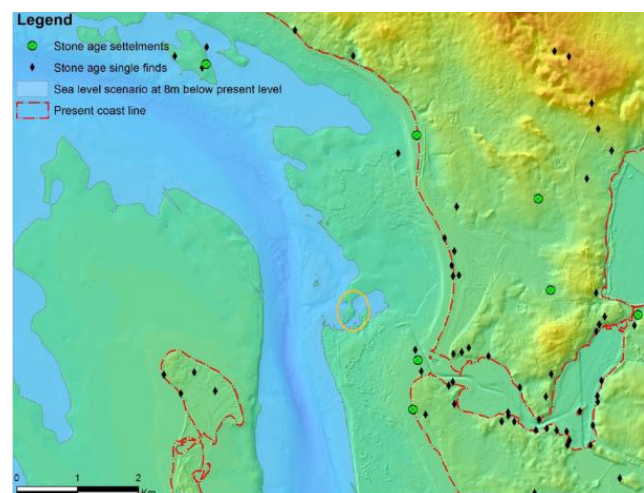 Legend
Stone age settelments
Stone age single finds
Sea level scenario at 8m below present level
Present coast line
0 1 2
Km